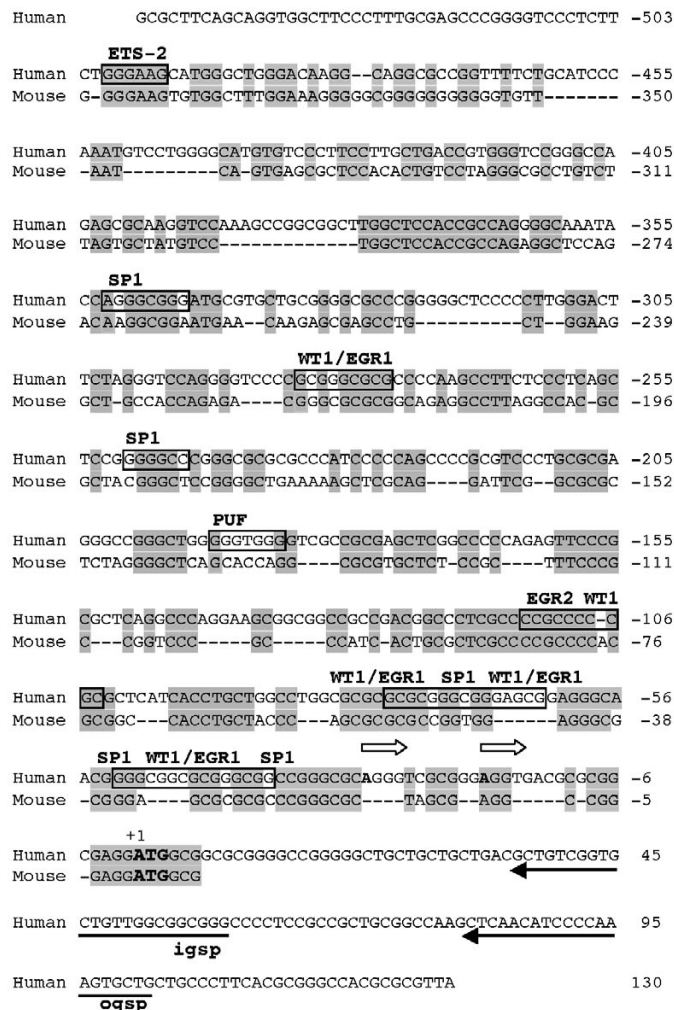 Human GCGCTTCAGCAGGTGGCTTCCCTTTGCGAGCCCGGGGTCCCTCTT -503
ETS-2
Human CTGGGAAGCATGGGCTGGGACAAGG--CAGGCGCCGGTTTTCTGCATCCC -455
Mouse G-GGGAAGTGTGGCTTTGGAAAGGGGGCGGGGGGGGGGTGTT------- -350
Human AAATGTCCTGGGGCATGTGTCCCTTCCTTGCTGACCGTGGGTCCGGGCCA -405
Mouse -AAT---------CA-GTGAGCGCTCCACACTGTCCTAGGGCGCCTGTCT -311
Human GAGCGCAAGGTCCAAAGCCGGCGGCTTGGCTCCACCGCCAGGGGCAAATA -355
Mouse TAGTGCTATGTCC-------------TGGCTCCACCGCCAGAGGCTCCAG -274
SP1
Human CCAGGGCGGGATGCGTGCTGCGGGGCGCCCGGGGGCTCCCCCTTGGGACT -305
Mouse ACAAGGCGGAATGAA--CAAGAGCGAGCCTG----------CT--GGAAG -239
WT1/EGR1
Human TCTAGGGTCCAGGGGTCCCCGCGGGCGCGCCCCAAGCCTTCTCCCTCAGC -255
Mouse GCT-GCCACCAGAGA----CGGGCGCGCGGCAGAGGCCTTAGGCCAC-GC -196
SP1
Human TCCGGGGGCCCGGGCGCGCGCCCATCCCCCAGCCCCGCGTCCCTGCGCGA -205
Mouse GCTACGGGCTCCGGGGCTGAAAAAGCTCGCAG----GATTCG--GCGCGC -152
PUF
Human GGGCCGGGCTGGGGGTGGGGTCGCCGCGAGCTCGGCCCCCAGAGTTCCCG -155
Mouse TCTAGGGGCTCAGCACCAGG----CGCGTGCTCT-CCGC----TTTCCCG -111
EGR2 WT1
Human CGCTCAGGCCCAGGAAGCGGCGGCCGCCGACGGCCCTCGCCCCGCCCC-C -106
Mouse C--CGGTCCC-----GC-----CCATC-ACTGCGCTCGCCCCGCCCCAC -76
WT1/EGR1 SP1 WT1/EGR1
Human GCGCTCATCACCTGCTGGCCTGGCGCGCGCGCGGGCGGGAGCGGAGGGCA -56
Mouse GCGGC---CACCTGCTACCC---AGCGCGCGCCGGTGG-----AGGGCG -38
SP1 WT1/EGR1 SP1
Human ACGGGGCGGCGCGGGCGGCCGGGCGCAGGGTCGCGGGAGGTGACGCGCGG -6
Mouse -CGGGA----GCGCGCGCCCGGGCGC----TAGCG--AGG----C-CGG -5
+1
Human CGAGGATGGCGGCGCGGGGCCGGGGGCTGCTGCTGCTGACGCTGTCGGTG 45
Mouse -GAGGATGGCG
Human CTGTTGGCGGCGGGCCCCTCCGCCGCTGCGGCCAAGCTCAACATCCCCAA 95
igsp
Human AGTGCTGCTGCCCTTCACGCGGGCCACGCGCGTTA 130
ogsp